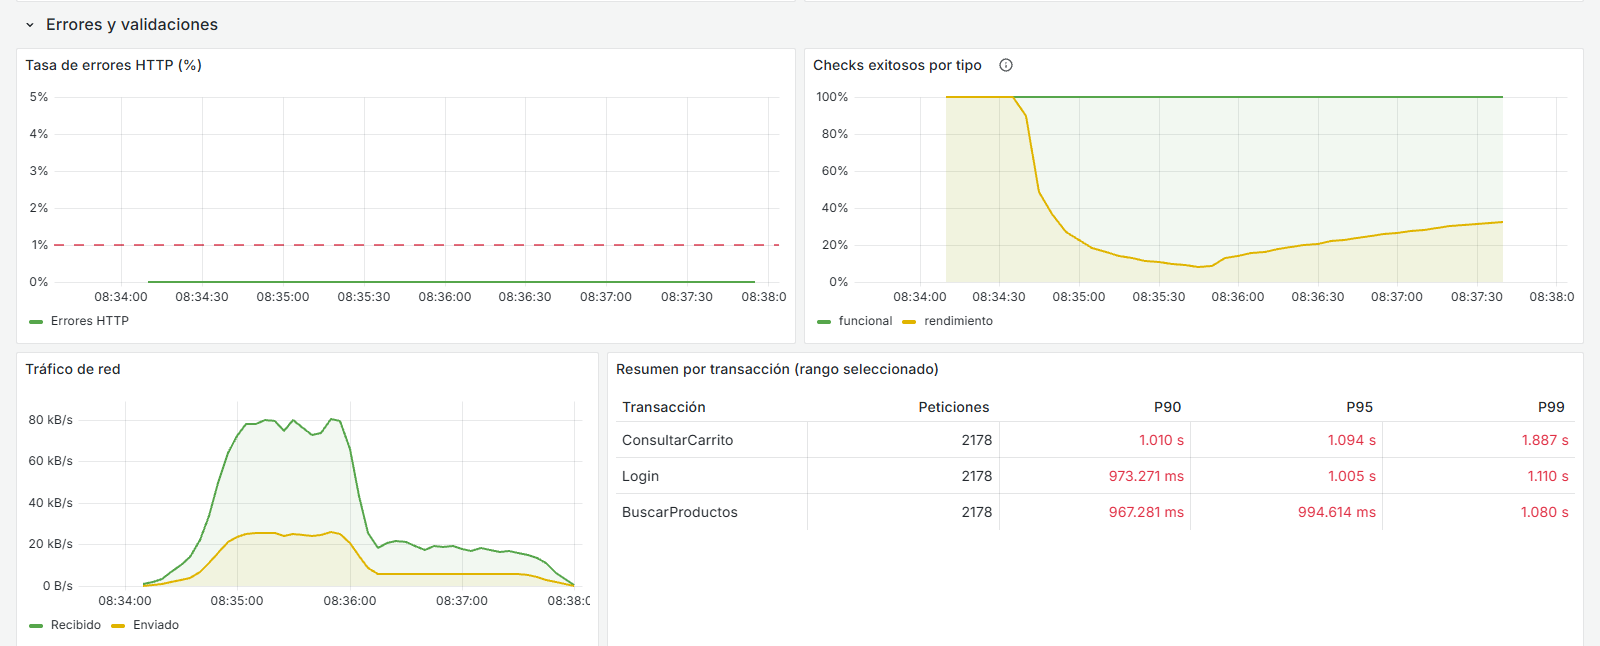 Errores y validaciones
Tasa de errores HTTP (%)
5%
4%
3%
2%
1%
0%
08:34:00 08:34:30 08:35:00 08:35:30 08:36:00 08:36:30 08:37:00 08:37:30 08:38:0
Errores HTTP
Checks exitosos por tipo
100%
80%
60%
40%
20%
0%
08:34:00 08:34:30 08:35:00 08:35:30 08:36:00 08:36:30 08:37:00 08:37:30 08:38:0
funcional rendimiento
Tráfico de red
80 kB/s
60 kB/s
40 kB/s
20 kB/s
0 B/s
08:34:00 08:35:00 08:36:00 08:37:00 08:38:0
Recibido Enviado
Resumen por transacción (rango seleccionado)
Transacción Peticiones P90 P95 P99
ConsultarCarrito 2178 1.010 s 1.094 s 1.887 s
Login 2178 973.271 ms 1.005 s 1.110 s
BuscarProductos 2178 967.281 ms 994.614 ms 1.080 s